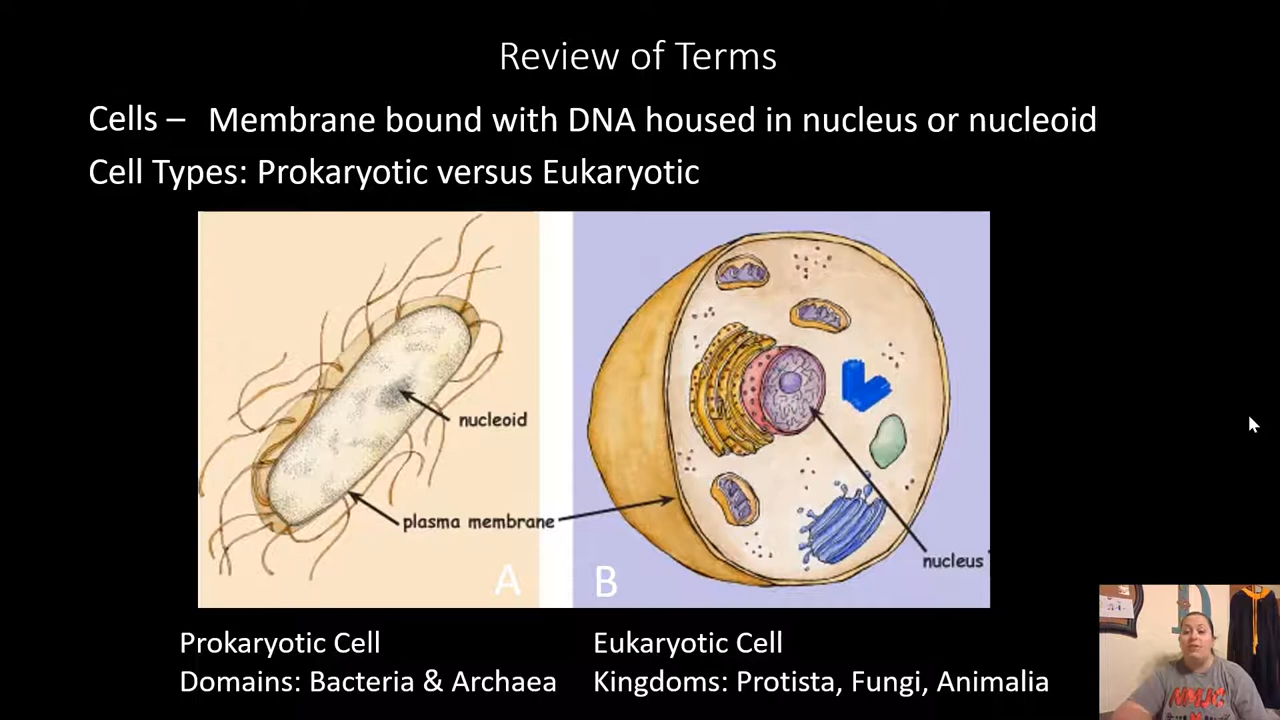 Review of Terms
Cells – Membrane bound with DNA housed in nucleus or nucleoid
Cell Types: Prokaryotic versus Eukaryotic
nucleoid
plasma membrane
nucleus
A B
Prokaryotic Cell
Domains: Bacteria & Archaea
Eukaryotic Cell
Kingdoms: Protista, Fungi, Animalia
NMJC